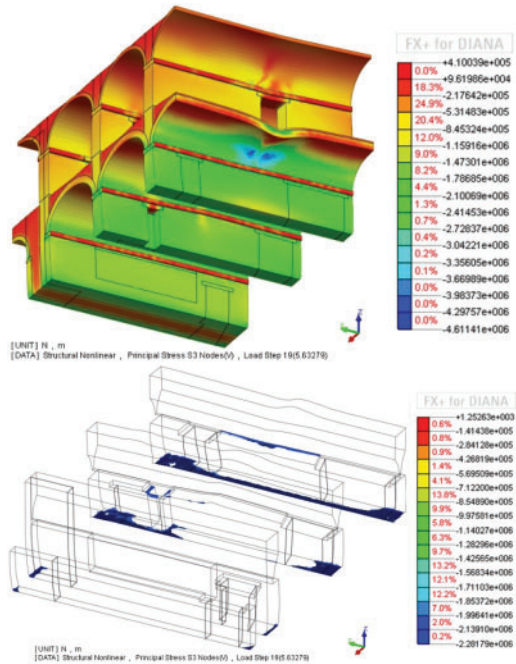 FX+ for DIANA
+4.10039e+005
0.0%
+9.61986e+004
18.3%
-2.17642e+005
24.9%
-5.31483e+005
20.4%
-8.45324e+005
12.0%
-1.15916e+006
9.0%
-1.47301e+006
8.2%
-1.78685e+006
4.4%
-2.10069e+006
1.3%
-2.41453e+006
0.7%
-2.72837e+006
0.4%
-3.04221e+006
0.2%
-3.35605e+006
0.1%
-3.66989e+006
0.0%
-3.98373e+006
0.0%
-4.29757e+006
0.0%
-4.61141e+006
[UNIT] N , m
[DATA] Structural Nonlinear , Principal Stress S3 Nodes(V) , Load Step 19(5.63279)
FX+ for DIANA
+1.25263e+003
0.6%
-1.41438e+005
0.8%
-2.84128e+005
0.9%
-4.26819e+005
1.4%
-5.69509e+005
4.1%
-7.12200e+005
13.8%
-8.54890e+005
9.9%
-9.97581e+005
5.8%
-1.14027e+006
6.3%
-1.28296e+006
9.7%
-1.42565e+006
13.2%
-1.56834e+006
12.1%
-1.71103e+006
12.2%
-1.85372e+006
7.0%
-1.99641e+006
2.0%
-2.13910e+006
0.2%
-2.28179e+006
[UNIT] N , m
[DATA] Structural Nonlinear , Principal Stress S3 Nodes(V) , Load Step 19(5.63279)